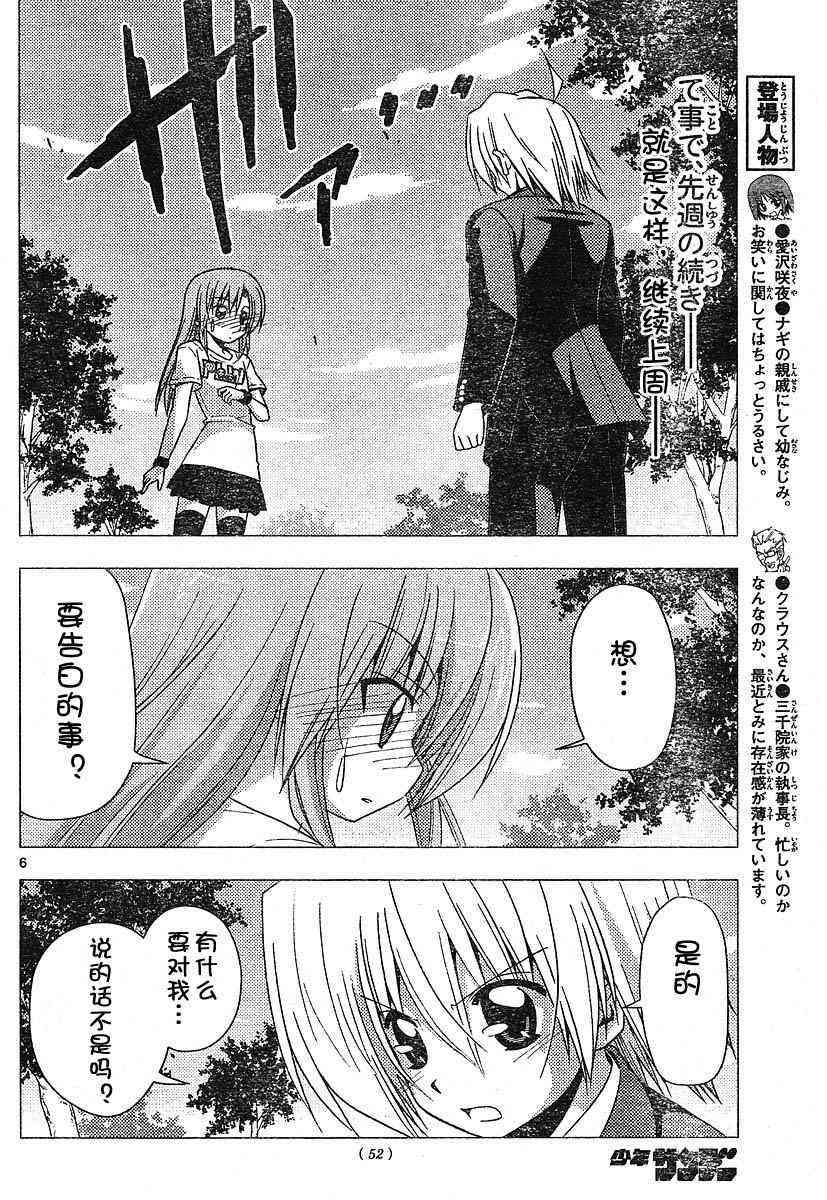 て事で、先週の続き——
就是这样，继续上周——
ザッ
想…
要告白的事？
是的
有什么
要对我…
说的话不是吗？
登場人物
●愛沢咲夜●ナギの親戚にして幼なじみ。
お笑いに関してはちょっとうるさい。
●クラウスさん●三千院家の執事長。忙しいのか
なんなのか、最近とみに存在感が薄れています。
6
(52)
少年サンデー